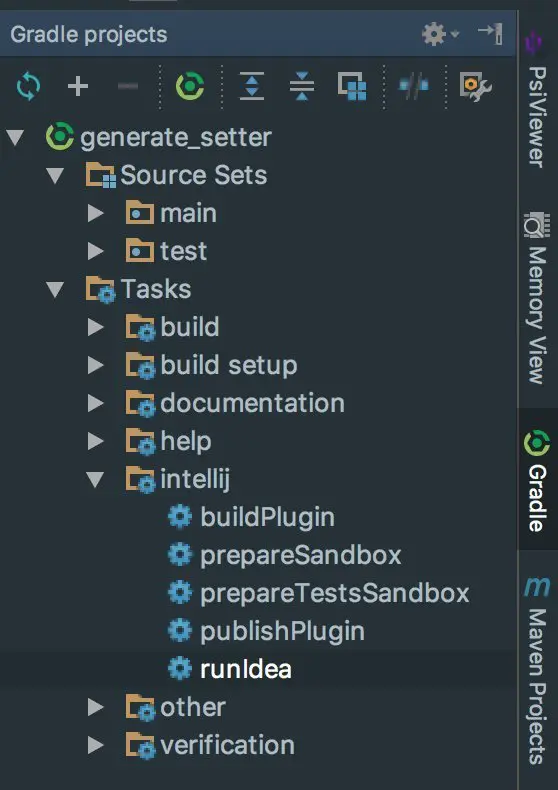 Gradle projects
generate_setter
Source Sets
main
test
Tasks
build
build setup
documentation
help
intellij
buildPlugin
prepareSandbox
prepareTestsSandbox
publishPlugin
runIdea
other
verification
PsiViewer
Memory View
Gradle
m Maven Projects